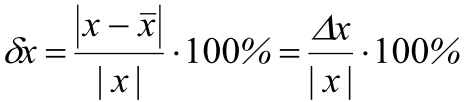 δx = |x − x̄| / |x| · 100% = Δx / |x| · 100%